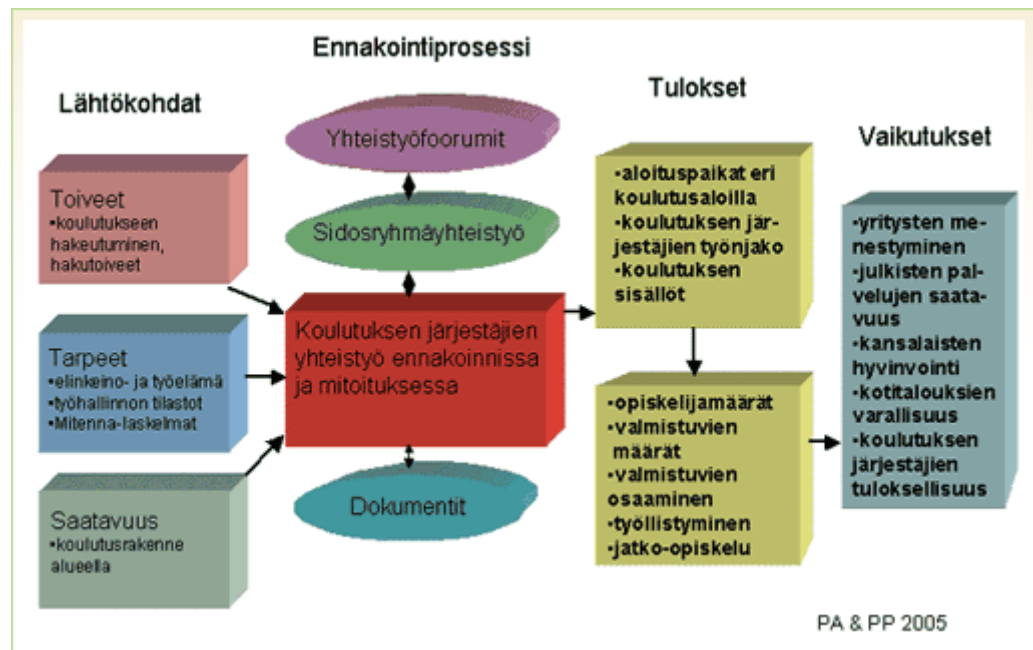 Lähtökohdat
Toiveet
•koulutukseen
hakeutuminen,
hakutoiveet
Tarpeet
•elinkeino- ja työelämä
•työhallinnon tilastot
•Mitenna-laskelmat
Saatavuus
•koulutusrakenne
alueella
Ennakointiprosessi
Yhteistyöfoorumit
Sidosryhmäyhteistyö
Koulutuksen järjestäjien
yhteistyö ennakoinnissa
ja mitoituksessa
Dokumentit
Tulokset
•aloituspaikat eri
koulutusaloilla
•koulutuksen jär-
jestäjien työnjako
•koulutuksen
sisällöt
•opiskelijamäärät
•valmistuvien
määrät
•valmistuvien
osaaminen
•työllistyminen
•jatko-opiskelu
Vaikutukset
•yritysten me-
nestyminen
•julkisten pal-
velujen saata-
vuus
•kansalaisten
hyvinvointi
•kotitalouksien
varallisuus
•koulutuksen
järjestäjien
tuloksellisuus
PA & PP 2005